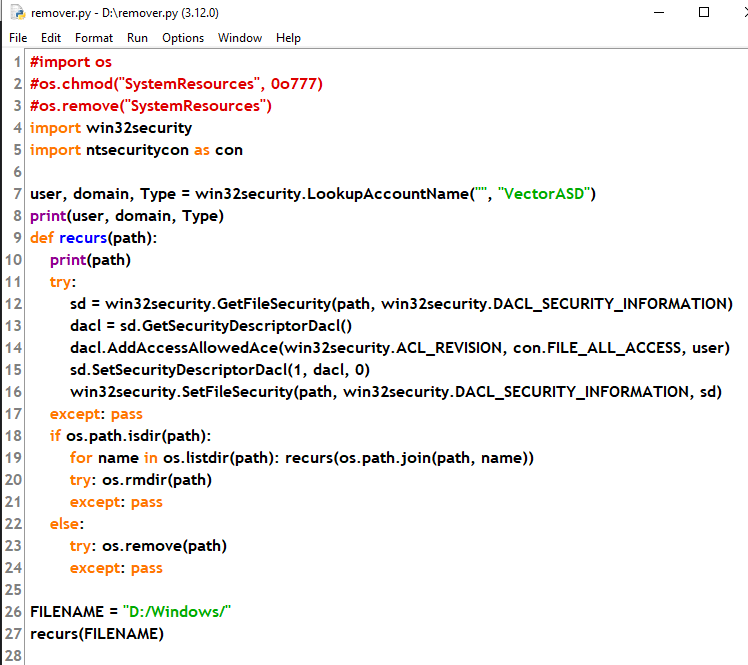 remover.py - D:\remover.py (3.12.0)
File Edit Format Run Options Window Help
1 #import os
2 #os.chmod("SystemResources", 0o777)
3 #os.remove("SystemResources")
4 import win32security
5 import ntsecuritycon as con
6
7 user, domain, Type = win32security.LookupAccountName("", "VectorASD")
8 print(user, domain, Type)
9 def recurs(path):
10     print(path)
11     try:
12         sd = win32security.GetFileSecurity(path, win32security.DACL_SECURITY_INFORMATION)
13         dacl = sd.GetSecurityDescriptorDacl()
14         dacl.AddAccessAllowedAce(win32security.ACL_REVISION, con.FILE_ALL_ACCESS, user)
15         sd.SetSecurityDescriptorDacl(1, dacl, 0)
16         win32security.SetFileSecurity(path, win32security.DACL_SECURITY_INFORMATION, sd)
17     except: pass
18     if os.path.isdir(path):
19         for name in os.listdir(path): recurs(os.path.join(path, name))
20         try: os.rmdir(path)
21         except: pass
22     else:
23         try: os.remove(path)
24         except: pass
25
26 FILENAME = "D:/Windows/"
27 recurs(FILENAME)
28